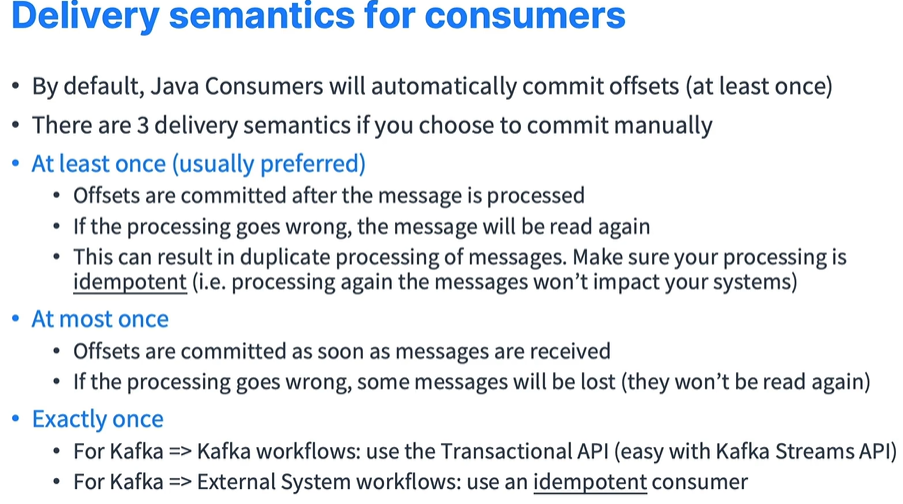 Delivery semantics for consumers
• By default, Java Consumers will automatically commit offsets (at least once)
• There are 3 delivery semantics if you choose to commit manually
• At least once (usually preferred)
• Offsets are committed after the message is processed
• If the processing goes wrong, the message will be read again
• This can result in duplicate processing of messages. Make sure your processing is
idempotent (i.e. processing again the messages won't impact your systems)
• At most once
• Offsets are committed as soon as messages are received
• If the processing goes wrong, some messages will be lost (they won't be read again)
• Exactly once
• For Kafka => Kafka workflows: use the Transactional API (easy with Kafka Streams API)
• For Kafka => External System workflows: use an idempotent consumer